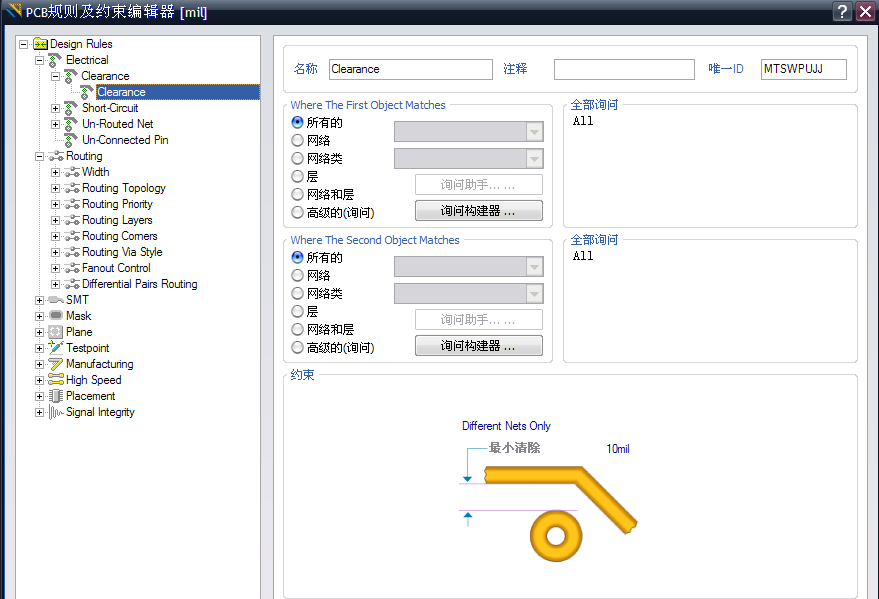 PCB规则及约束编辑器 [mil]
Design Rules
Electrical
Clearance
Clearance
Short-Circuit
Un-Routed Net
Un-Connected Pin
Routing
Width
Routing Topology
Routing Priority
Routing Layers
Routing Corners
Routing Via Style
Fanout Control
Differential Pairs Routing
SMT
Mask
Plane
Testpoint
Manufacturing
High Speed
Placement
Signal Integrity
名称 Clearance 注释 唯一ID MTSWPUJJ
Where The First Object Matches
所有的
网络
网络类
层
网络和层
高级的(询问)
询问助手... ...
询问构建器 ...
全部询问
All
Where The Second Object Matches
所有的
网络
网络类
层
网络和层
高级的(询问)
询问助手... ...
询问构建器 ...
全部询问
All
约束
Different Nets Only
最小清除 10mil